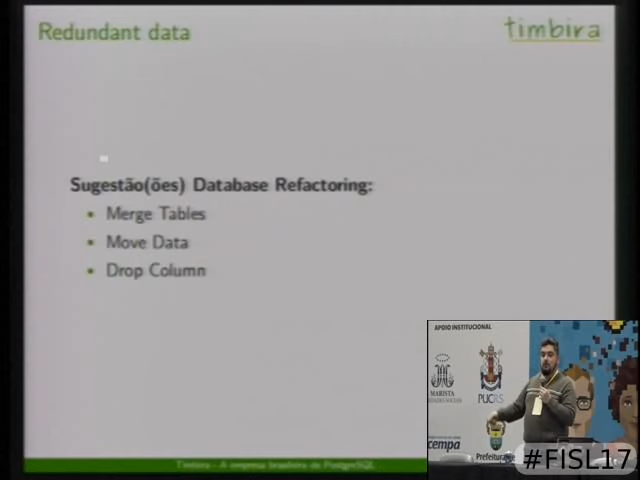 Redundant data
timbira
Sugestão(ões) Database Refactoring:
Merge Tables
Move Data
Drop Column
APOIO INSTITUCIONAL
MARISTA
PUCRS
Prefeitura
Timbira - A empresa brasileira de PostgreSQL
#FISL17